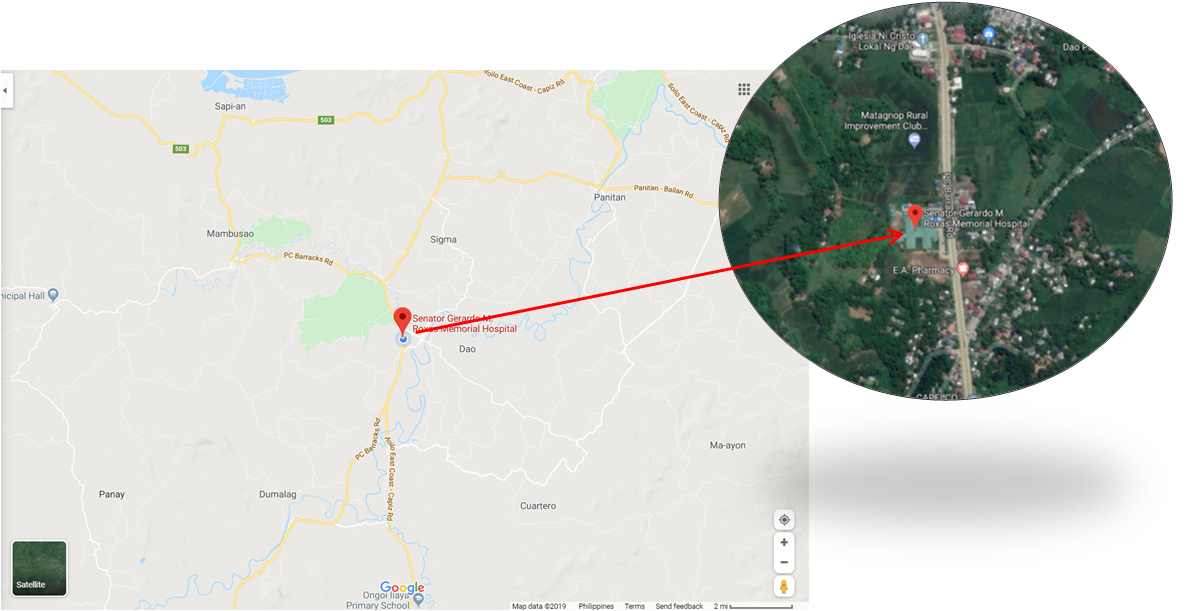 Iloilo East Coast - Capiz Rd
Iloilo East Coast - Capiz Rd
Sapi-an
503
503
Panitan - Bailan Rd
Panitan
Mambusao
Sigma
PC Barracks Rd
nicipal Hall
Senator Gerardo M.
Roxas Memorial Hospital
Dao
PC Barracks Rd
Iloilo East Coast - Capiz Rd
Ma-ayon
Panay
Dumalag
Cuartero
Satellite
Google
Ongol Ilaya
Primary School
Map data ©2019 Philippines Terms Send feedback 2 mi
Iglesia Ni Cristo
- Lokal Ng Dao
Dao P
Matagnop Rural
Improvement Club...
Senator Gerardo M.
Roxas Memorial Hospital
E.A. Pharmacy
CAPELCO